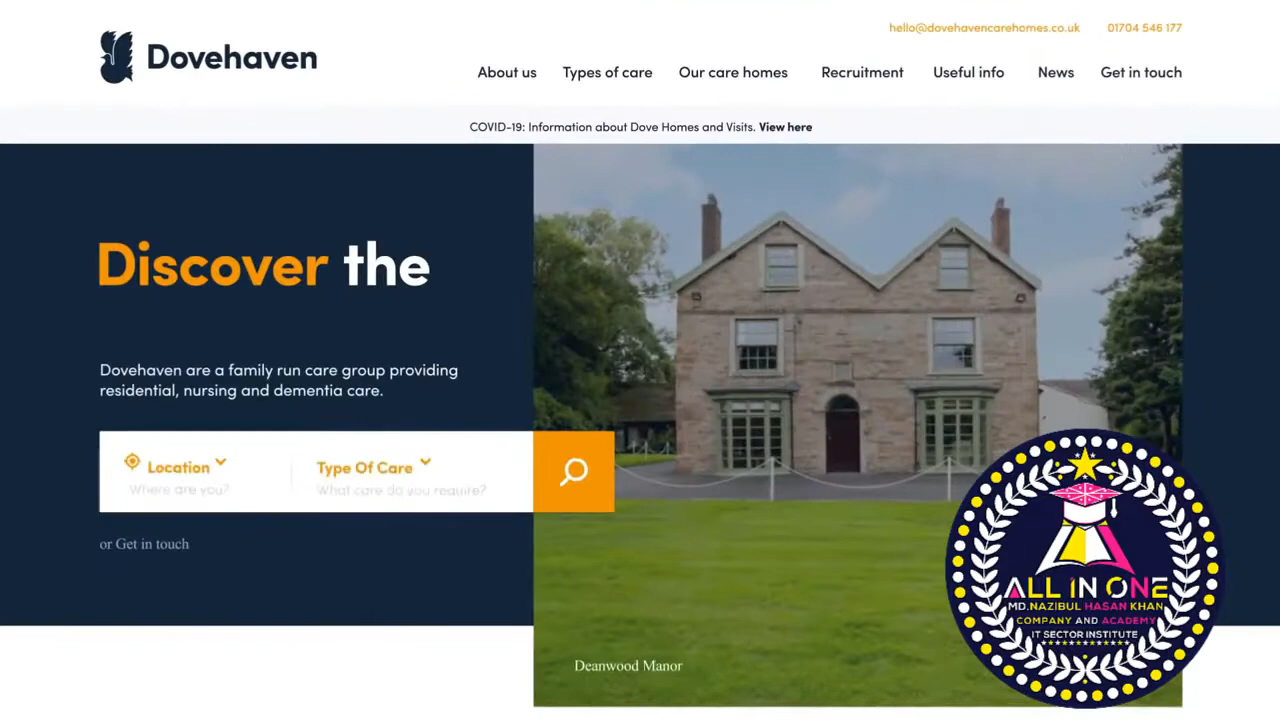 hello@dovehavencarehomes.co.uk 01704 546 177
Dovehaven
About us Types of care Our care homes Recruitment Useful info News Get in touch
COVID-19: Information about Dove Homes and Visits. View here
Discover the
Dovehaven are a family run care group providing
residential, nursing and dementia care.
Location Type Of Care
Where are you? What care do you require?
or Get in touch
Deanwood Manor
ALL IN ONE
MD.NAZIBUL HASAN KHAN
COMPANY AND ACADEMY
IT SECTOR INSTITUTE